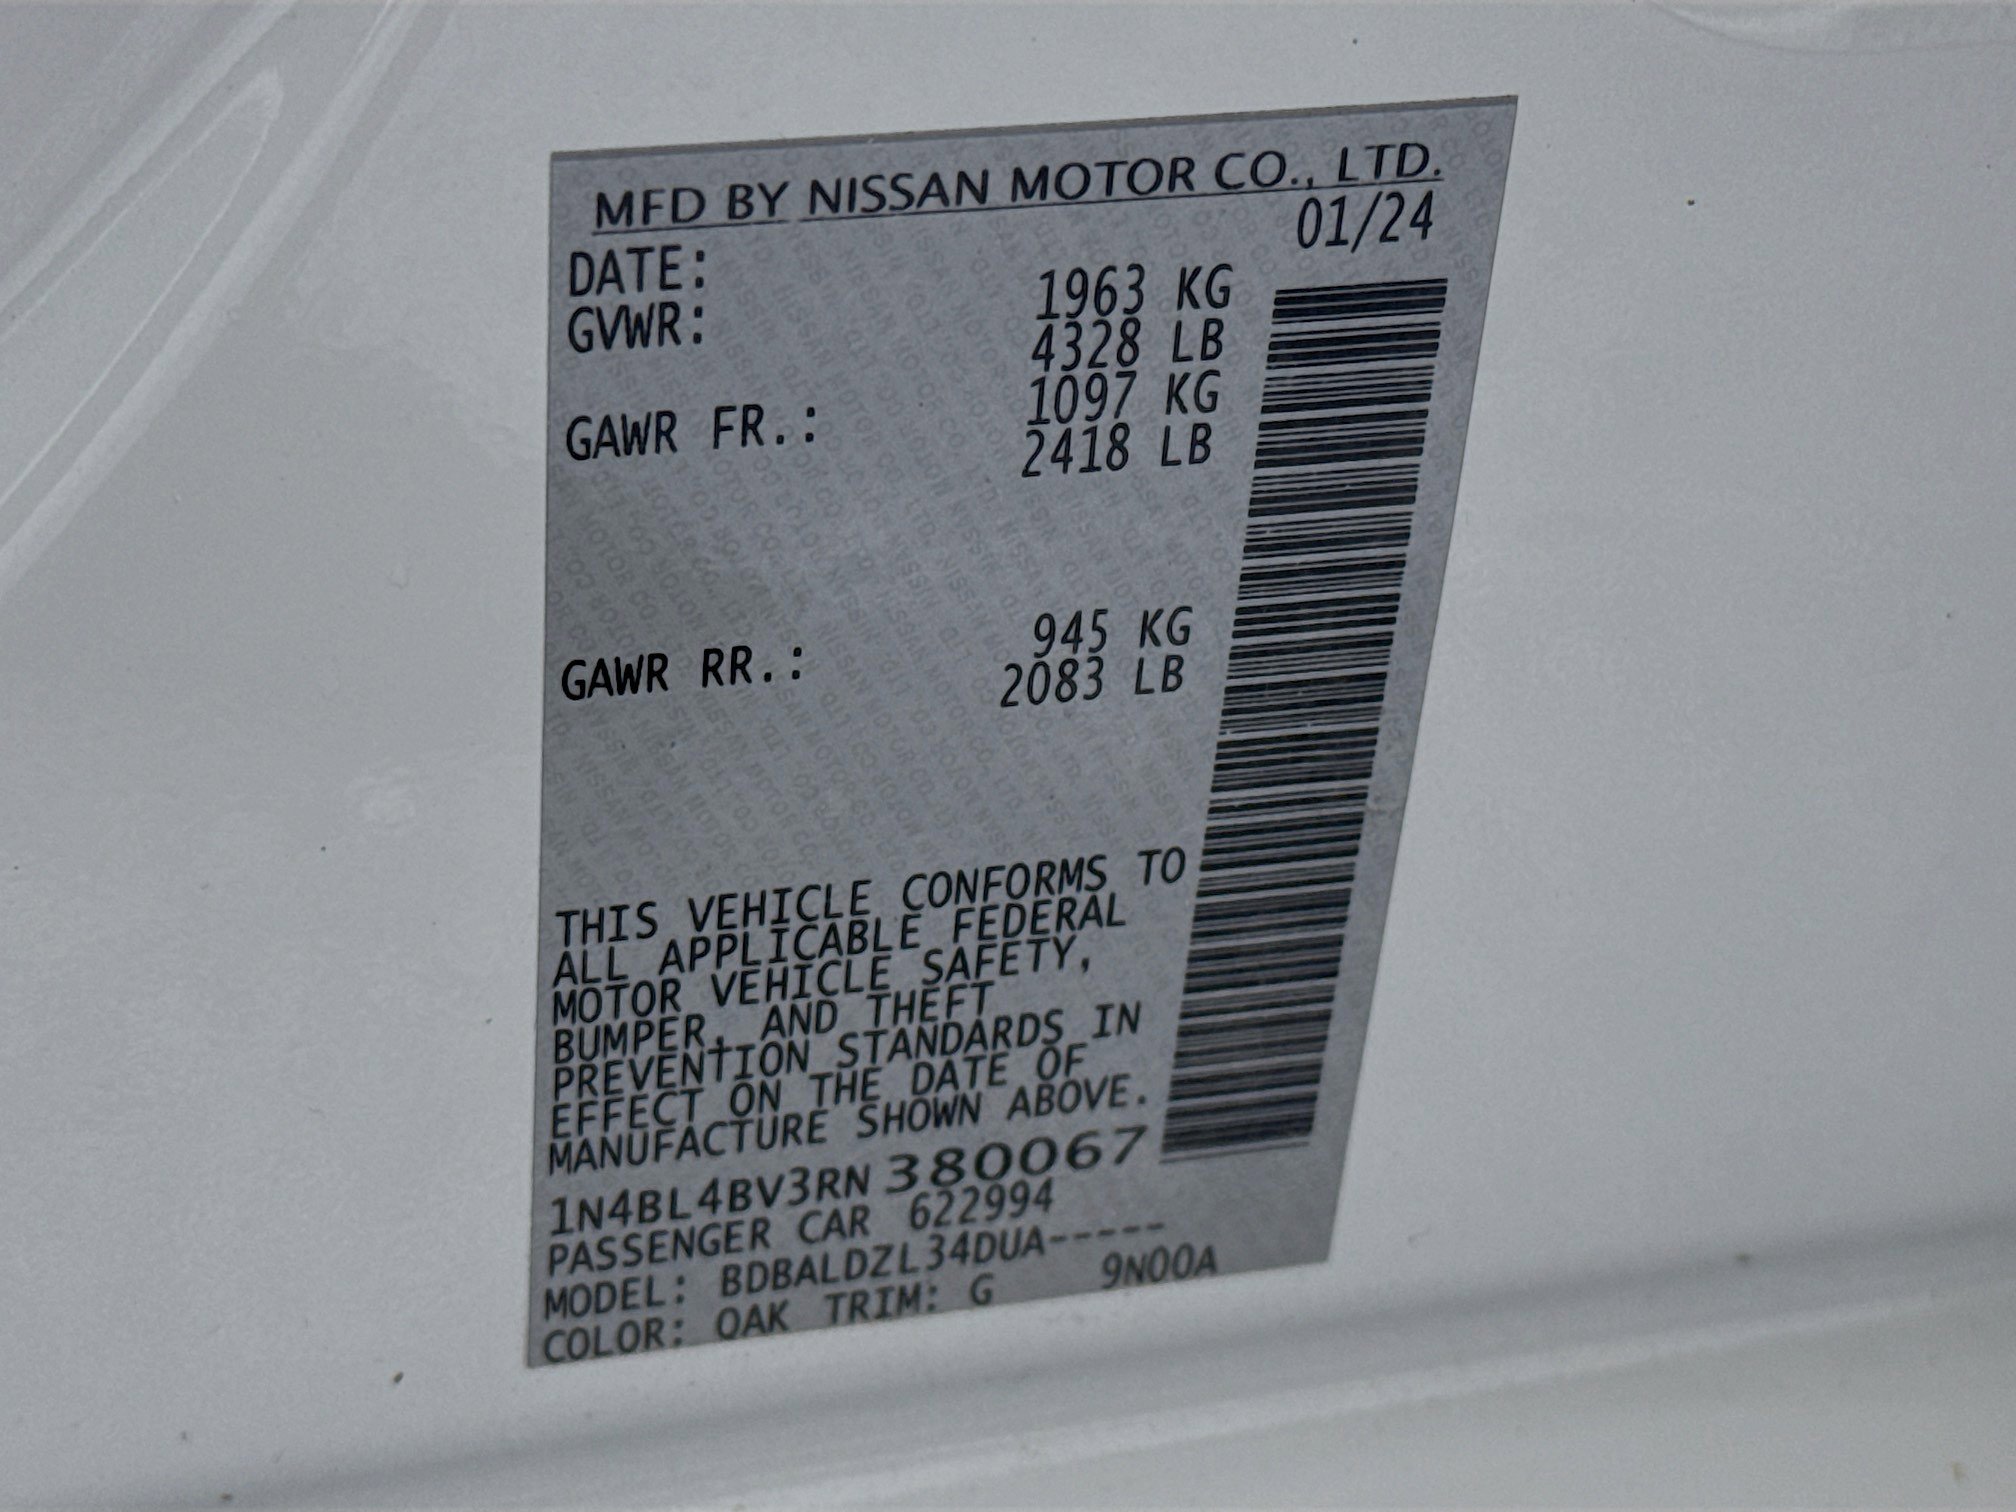 MFD BY NISSAN MOTOR CO., LTD.
DATE: 01/24
GVWR: 1963 KG
4328 LB
GAWR FR.: 1097 KG
2418 LB
GAWR RR.: 945 KG
2083 LB
THIS VEHICLE CONFORMS TO
ALL APPLICABLE FEDERAL
MOTOR VEHICLE SAFETY,
BUMPER, AND THEFT
PREVENTION STANDARDS IN
EFFECT ON THE DATE OF
MANUFACTURE SHOWN ABOVE.
1N4BL4BV3RN380067
PASSENGER CAR 622994
MODEL: BDBALDZL34DUA-----
COLOR: QAK TRIM: G 9N00A